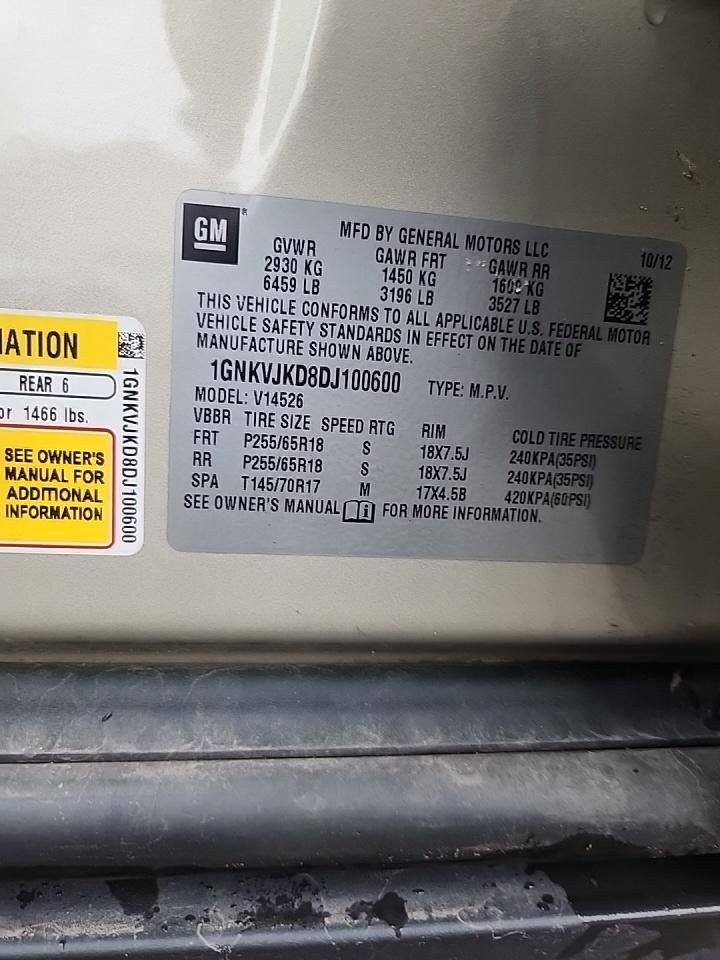 GM
MFD BY GENERAL MOTORS LLC
10/12
GVWR GAWR FRT GAWR RR
2930 KG 1450 KG 1600 KG
6459 LB 3196 LB 3527 LB
THIS VEHICLE CONFORMS TO ALL APPLICABLE U.S. FEDERAL MOTOR
VEHICLE SAFETY STANDARDS IN EFFECT ON THE DATE OF
MANUFACTURE SHOWN ABOVE.
1GNKVJKD8DJ100600 TYPE: M.P.V.
MODEL: V14526
VBBR TIRE SIZE SPEED RTG RIM COLD TIRE PRESSURE
FRT P255/65R18 S 18X7.5J 240KPA(35PSI)
RR P255/65R18 S 18X7.5J 240KPA(35PSI)
SPA T145/70R17 M 17X4.5B 420KPA(60PSI)
SEE OWNER'S MANUAL FOR MORE INFORMATION.
MATION
REAR 6
or 1466 lbs.
SEE OWNER'S
MANUAL FOR
ADDITIONAL
INFORMATION
1GNKVJKD8DJ100600